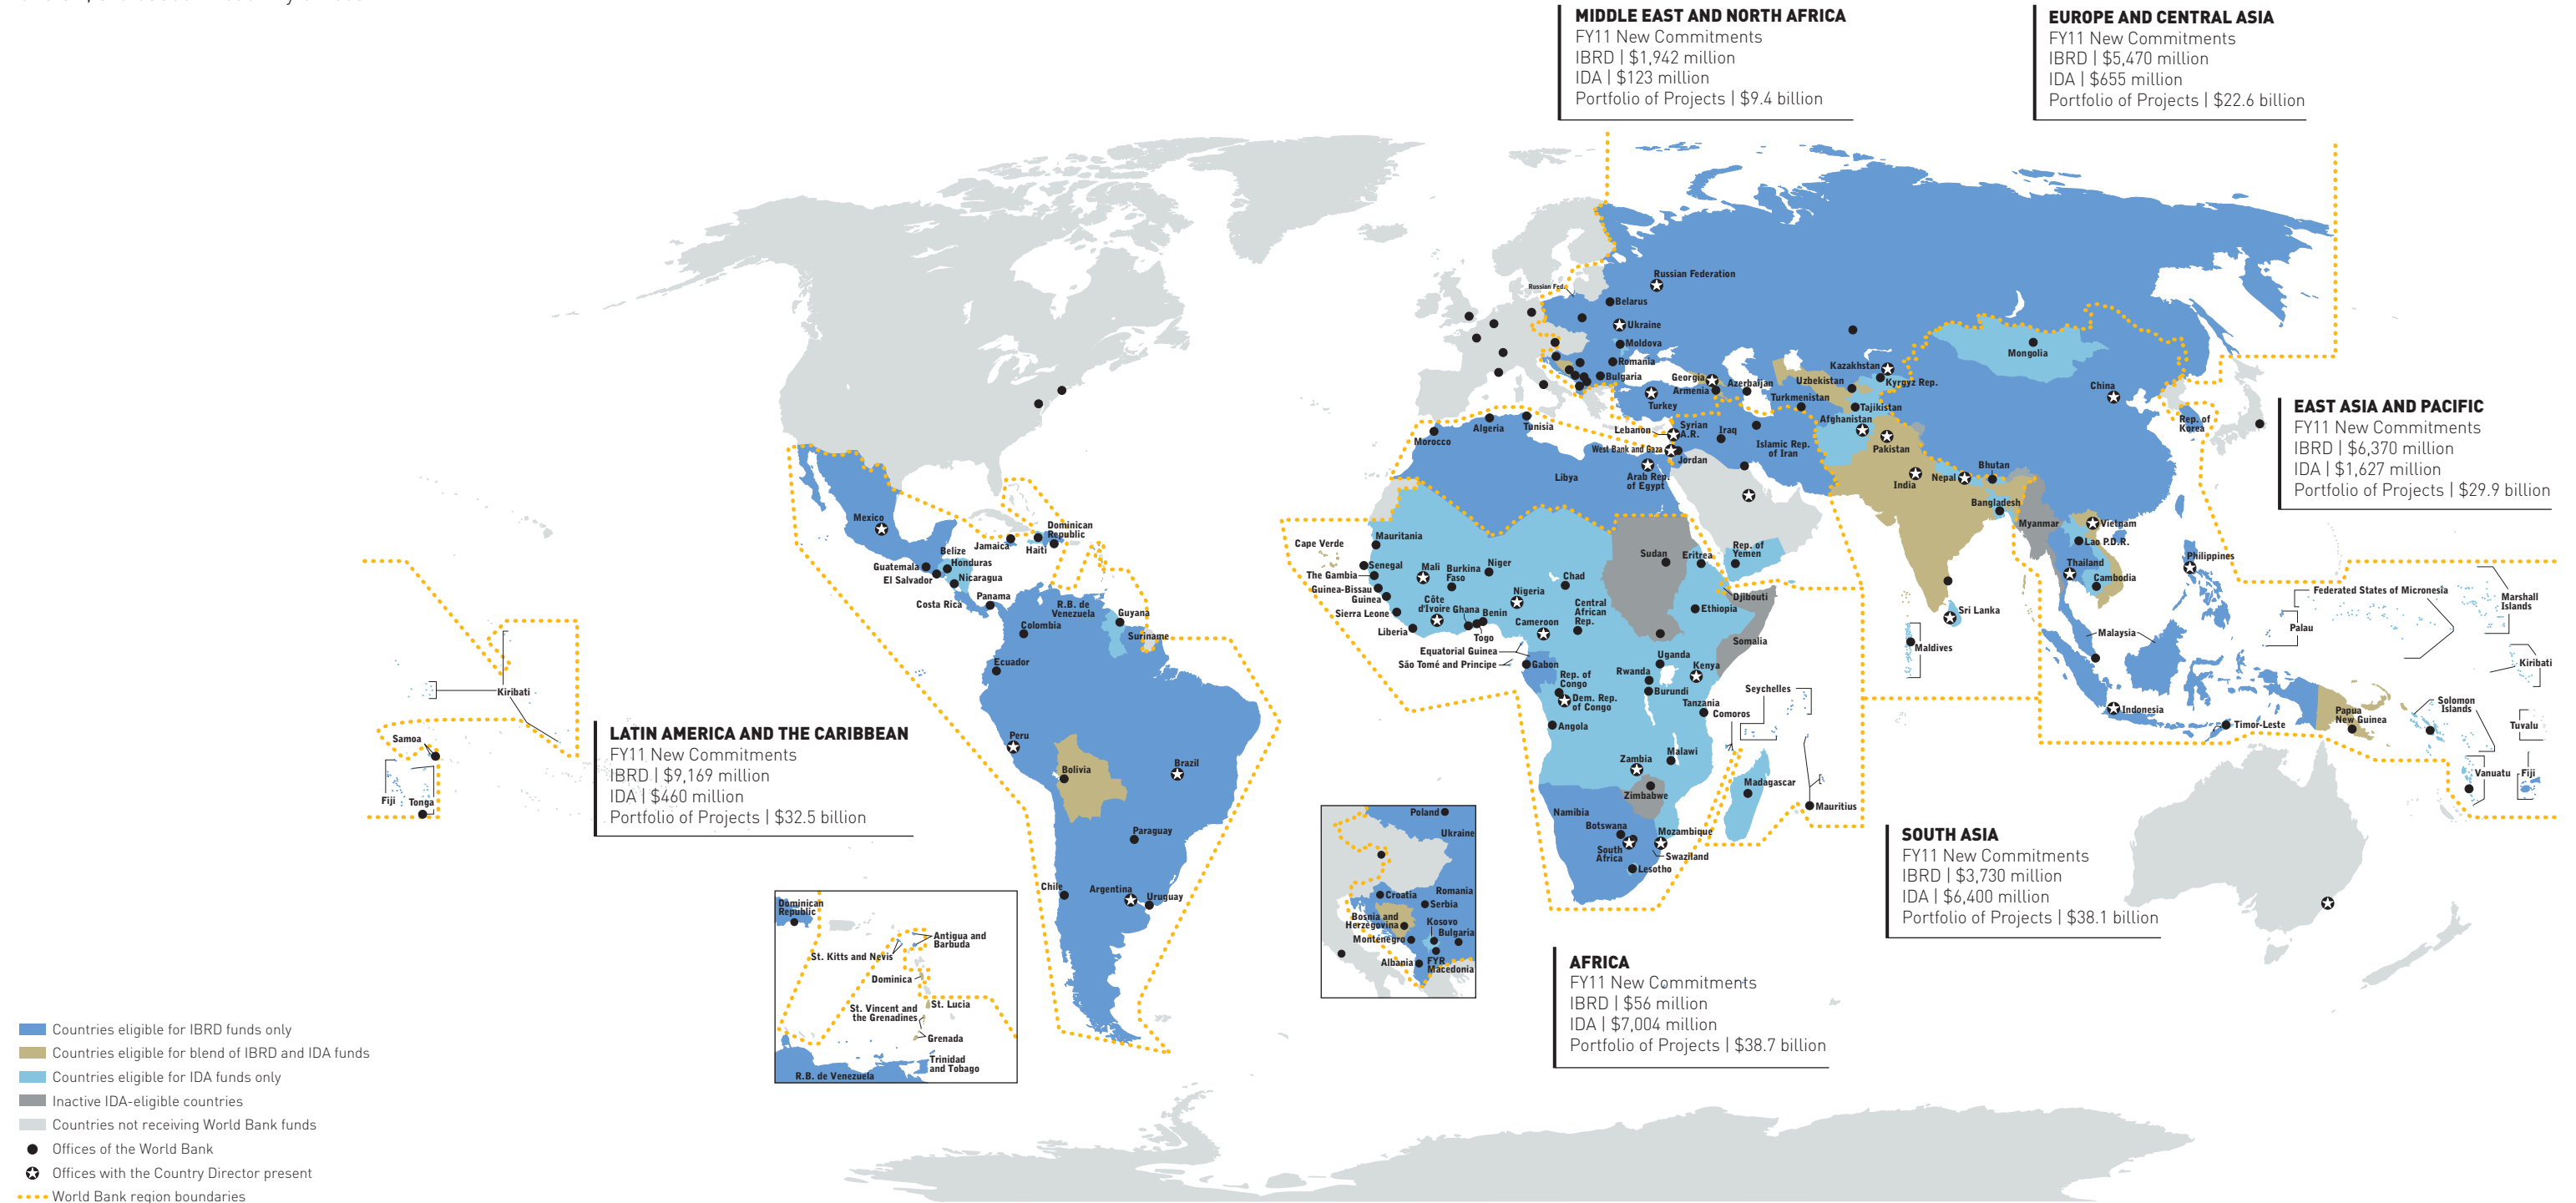 MIDDLE EAST AND NORTH AFRICA
FY11 New Commitments
IBRD | $1,942 million
IDA | $123 million
Portfolio of Projects | $9.4 billion
EUROPE AND CENTRAL ASIA
FY11 New Commitments
IBRD | $5,470 million
IDA | $655 million
Portfolio of Projects | $22.6 billion
EAST ASIA AND PACIFIC
FY11 New Commitments
IBRD | $6,370 million
IDA | $1,627 million
Portfolio of Projects | $29.9 billion
LATIN AMERICA AND THE CARIBBEAN
FY11 New Commitments
IBRD | $9,169 million
IDA | $460 million
Portfolio of Projects | $32.5 billion
SOUTH ASIA
FY11 New Commitments
IBRD | $3,730 million
IDA | $6,400 million
Portfolio of Projects | $38.1 billion
AFRICA
FY11 New Commitments
IBRD | $56 million
IDA | $7,004 million
Portfolio of Projects | $38.7 billion
Russian Federation
Russian Fed.
Belarus
Ukraine
Moldova
Romania
Bulgaria
Georgia
Armenia
Azerbaijan
Turkey
Kazakhstan
Uzbekistan
Kyrgyz Rep.
Turkmenistan
Tajikistan
Afghanistan
Pakistan
Mongolia
China
Rep. of
Korea
Morocco
Algeria
Tunisia
Libya
Lebanon
Syrian
A.R.
Iraq
West Bank and Gaza
Jordan
Arab Rep.
of Egypt
Islamic Rep.
of Iran
Rep. of
Yemen
Djibouti
India
Nepal
Bhutan
Bangladesh
Sri Lanka
Maldives
Myanmar
Vietnam
Lao P.D.R.
Thailand
Cambodia
Philippines
Malaysia
Indonesia
Timor-Leste
Papua
New Guinea
Federated States of Micronesia
Marshall
Islands
Palau
Kiribati
Solomon
Islands
Tuvalu
Vanuatu
Fiji
Kiribati
Samoa
Fiji
Tonga
Mexico
Belize
Jamaica
Haiti
Dominican
Republic
Guatemala
Honduras
El Salvador
Nicaragua
Costa Rica
Panama
R.B. de
Venezuela
Guyana
Suriname
Colombia
Ecuador
Peru
Brazil
Bolivia
Paraguay
Chile
Argentina
Uruguay
Cape Verde
Mauritania
Senegal
The Gambia
Guinea-Bissau
Guinea
Sierra Leone
Liberia
Mali
Burkina
Faso
Niger
Côte
d'Ivoire
Ghana
Benin
Togo
Nigeria
Chad
Cameroon
Central
African
Rep.
Sudan
Eritrea
Ethiopia
Somalia
Equatorial Guinea
São Tomé and Principe
Gabon
Rep. of
Congo
Dem. Rep.
of Congo
Uganda
Rwanda
Kenya
Burundi
Tanzania
Seychelles
Comoros
Angola
Zambia
Malawi
Zimbabwe
Madagascar
Mauritius
Namibia
Botswana
Mozambique
South
Africa
Swaziland
Lesotho
Dominican
Republic
Antigua and
Barbuda
St. Kitts and Nevis
Dominica
St. Lucia
St. Vincent and
the Grenadines
Grenada
Trinidad
and Tobago
R.B. de Venezuela
Poland
Ukraine
Croatia
Romania
Serbia
Bosnia and
Herzegovina
Kosovo
Bulgaria
Montenegro
Albania
FYR
Macedonia
Countries eligible for IBRD funds only
Countries eligible for blend of IBRD and IDA funds
Countries eligible for IDA funds only
Inactive IDA-eligible countries
Countries not receiving World Bank funds
Offices of the World Bank
Offices with the Country Director present
World Bank region boundaries